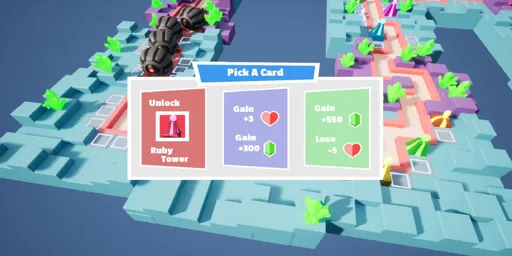 Pick A Card
Unlock
Ruby
Tower
Gain
+3
Gain
+300
Gain
+550
Lose
-5